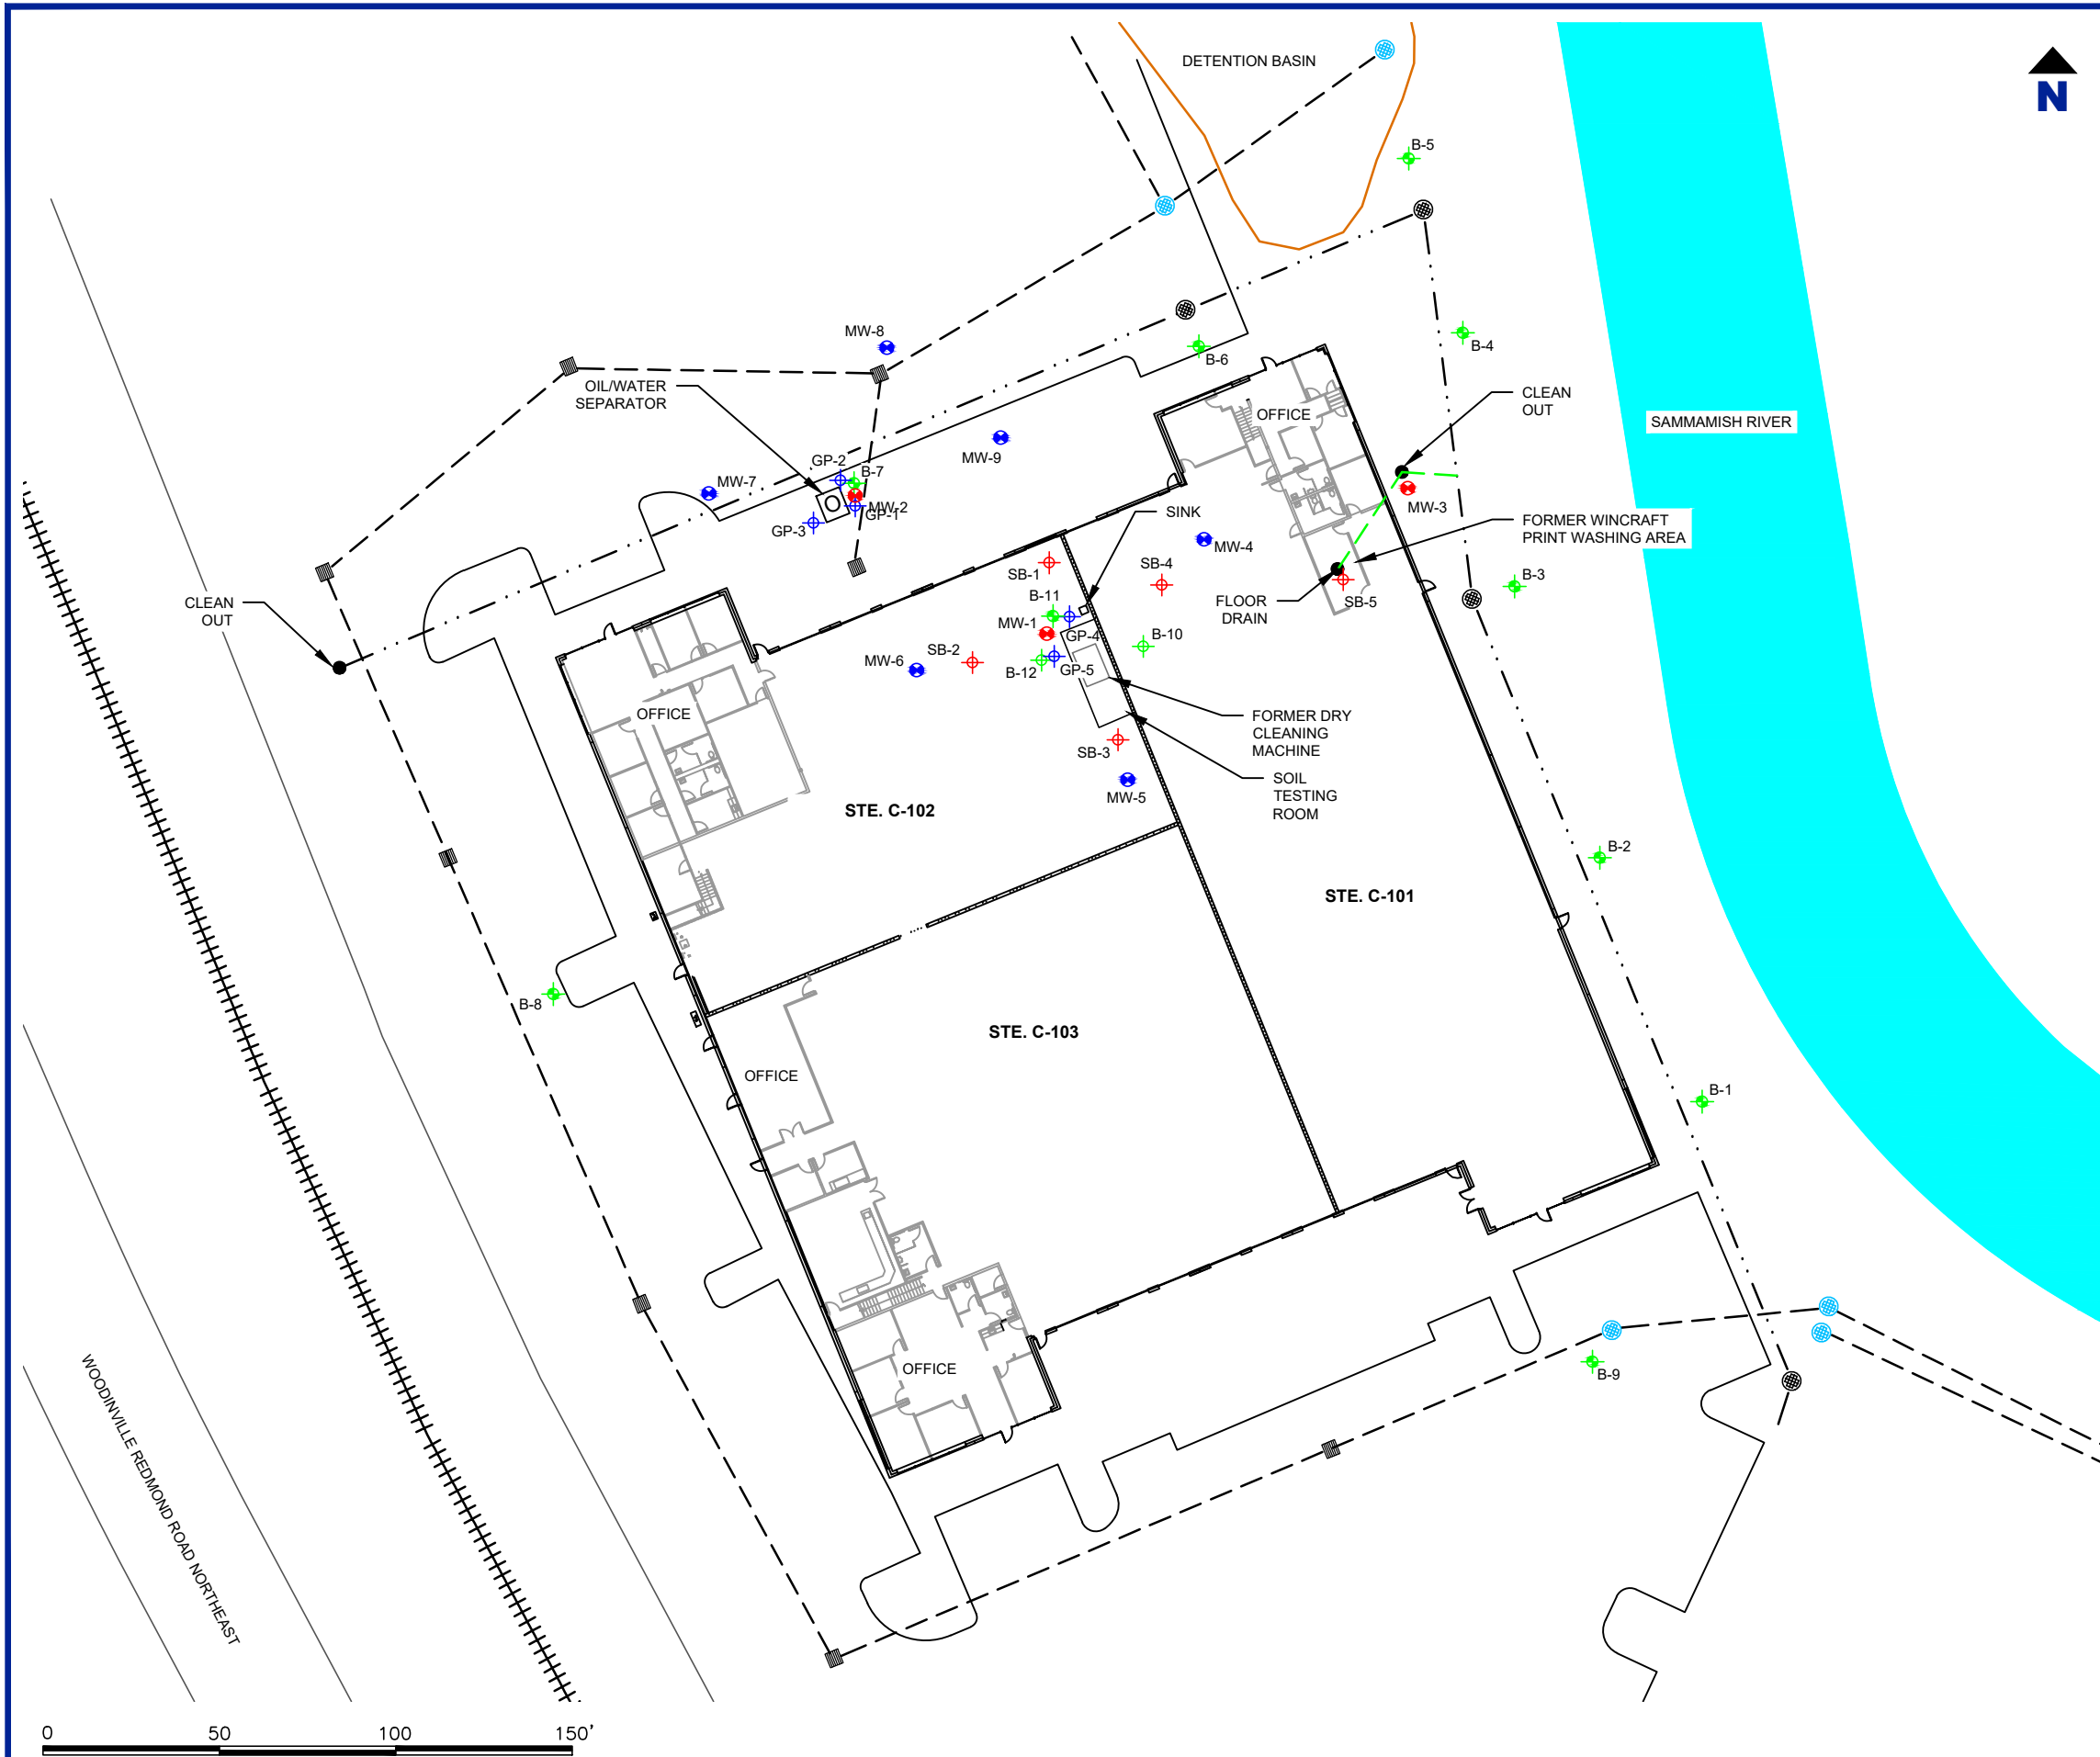 DETENTION BASIN
N
B-5
MW-8
B-6
B-4
OIL/WATER
SEPARATOR
CLEAN
OUT
OFFICE
SAMMAMISH RIVER
MW-9
GP-2
B-7
MW-7
MW-2
GP-1
GP-3
SINK
MW-3
FORMER WINCRAFT
PRINT WASHING AREA
MW-4
SB-1
SB-4
B-3
CLEAN
OUT
B-11
FLOOR
DRAIN
SB-5
MW-1
GP-4
B-10
SB-2
MW-6
B-12
GP-5
OFFICE
FORMER DRY
CLEANING
MACHINE
SB-3
SOIL
TESTING
ROOM
MW-5
STE. C-102
B-2
STE. C-101
B-8
STE. C-103
OFFICE
B-1
OFFICE
B-9
WOODINVILLE REDMOND ROAD NORTHEAST
0 50 100 150'